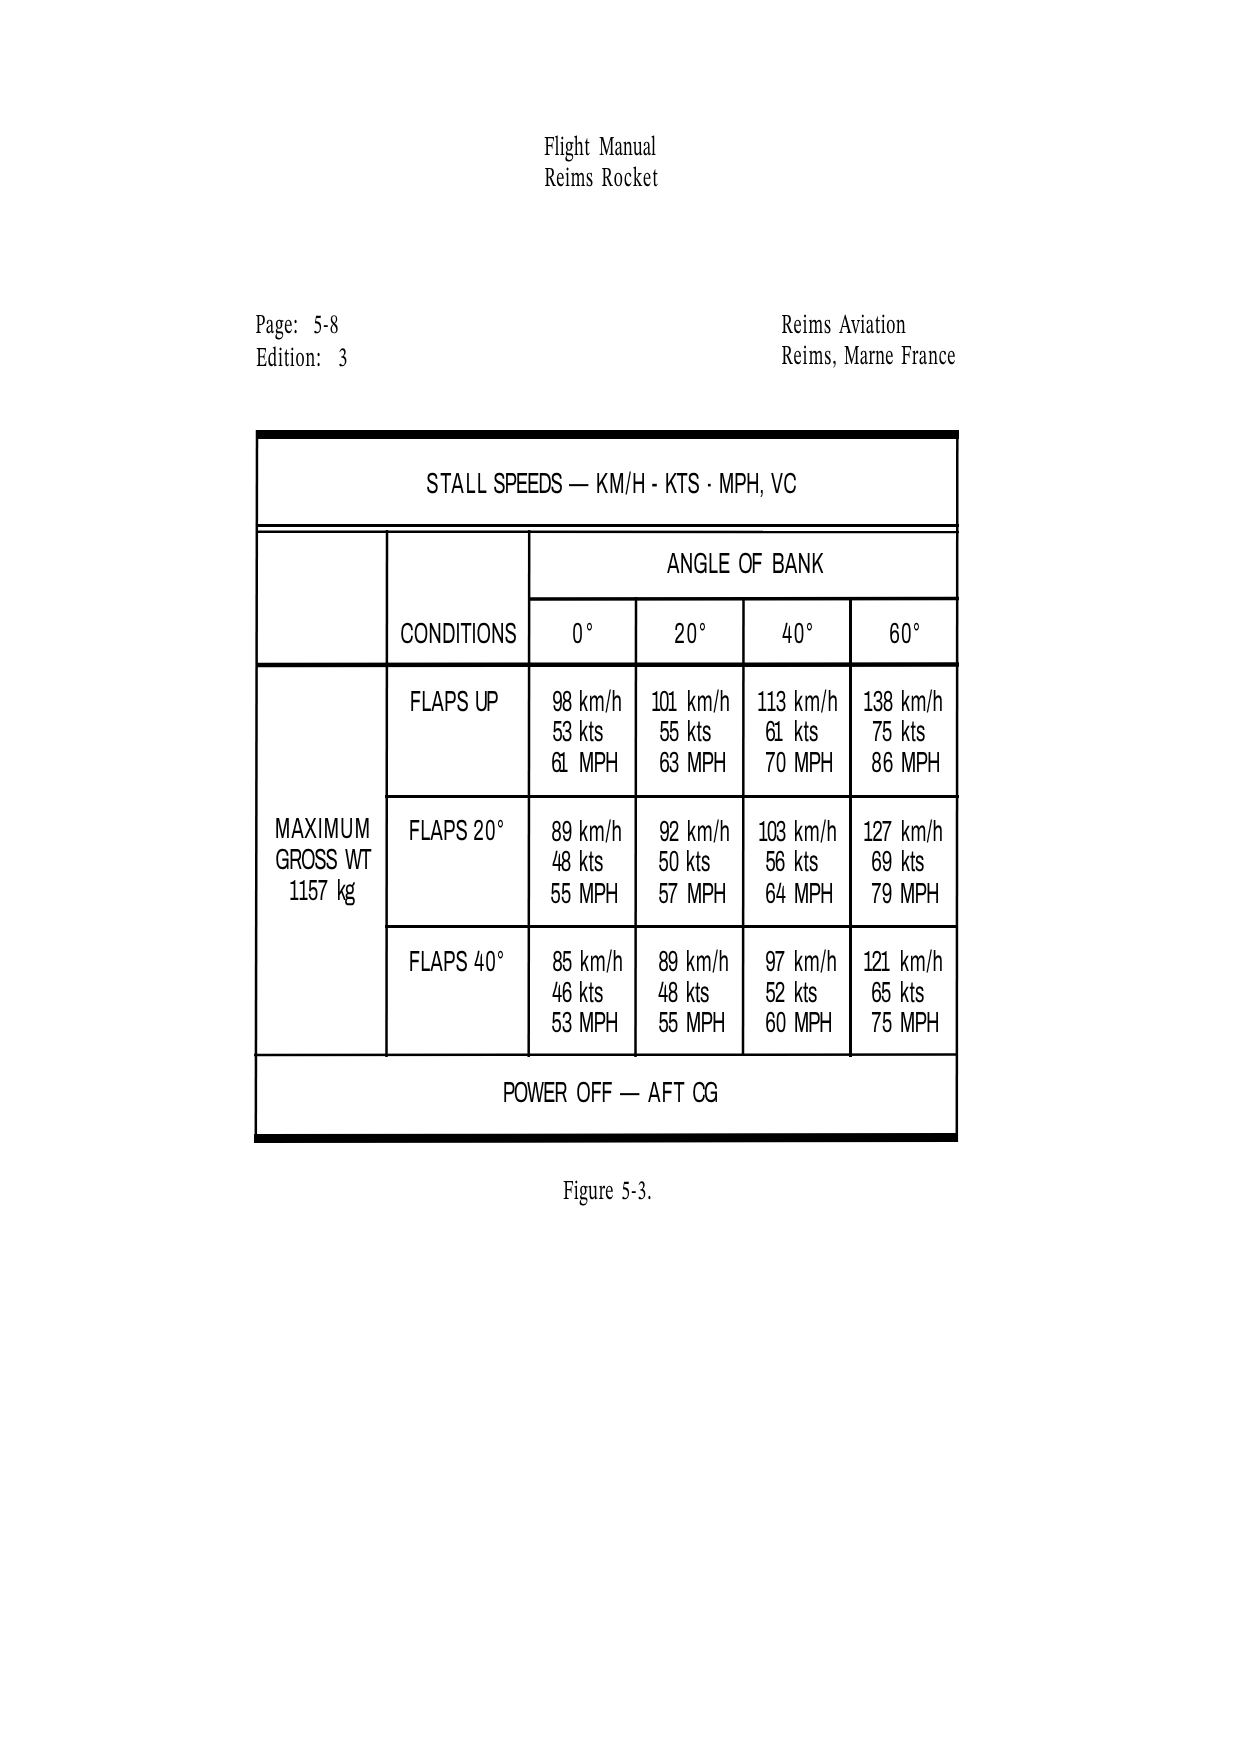 Flight Manual
Reims Rocket
Page: 5-8
Edition: 3
Reims Aviation
Reims, Marne France
STALL SPEEDS — KM/H - KTS · MPH, VC
ANGLE OF BANK
CONDITIONS 0° 20° 40° 60°
FLAPS UP 98 km/h 101 km/h 113 km/h 138 km/h
53 kts 55 kts 61 kts 75 kts
61 MPH 63 MPH 70 MPH 86 MPH
MAXIMUM
GROSS WT
1157 kg
FLAPS 20° 89 km/h 92 km/h 103 km/h 127 km/h
48 kts 50 kts 56 kts 69 kts
55 MPH 57 MPH 64 MPH 79 MPH
FLAPS 40° 85 km/h 89 km/h 97 km/h 121 km/h
46 kts 48 kts 52 kts 65 kts
53 MPH 55 MPH 60 MPH 75 MPH
POWER OFF — AFT CG
Figure 5-3.